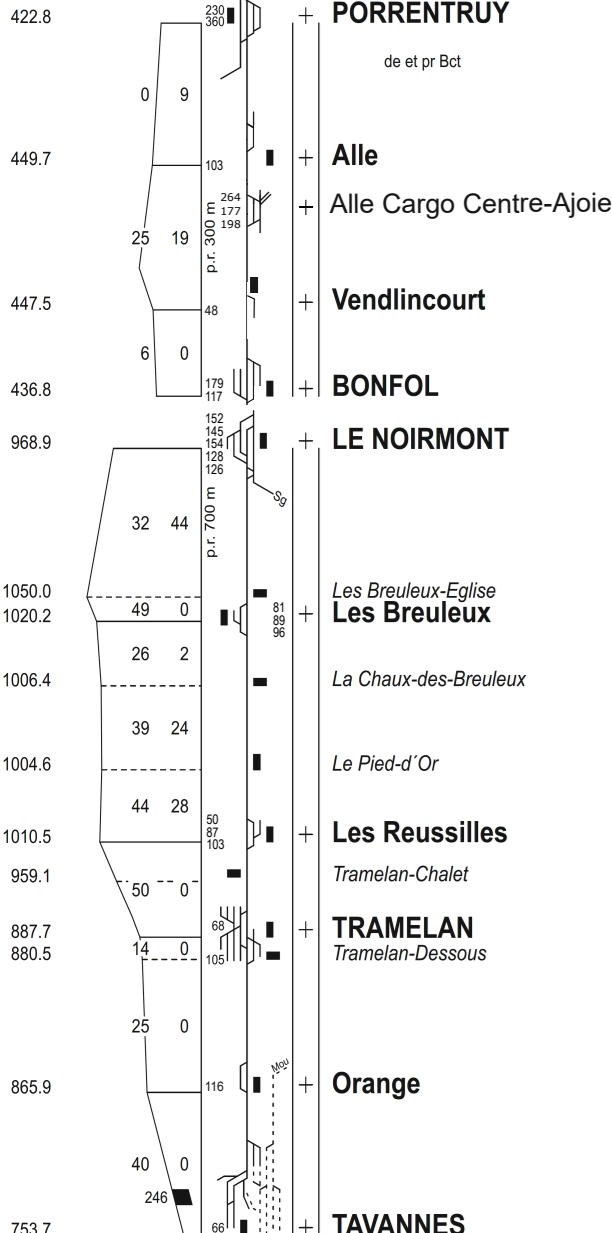 422.8 230 + PORRENTRUY
360
de et pr Bct
0 9
449.7 103 + Alle
264 + Alle Cargo Centre-Ajoie
177
198
25 19 p.r. 300 m
447.5 48 + Vendlincourt
6 0
436.8 179 + BONFOL
117
152
145
968.9 154 + LE NOIRMONT
128
126
Sg
32 44 p.r. 700 m
1050.0 Les Breuleux-Eglise
1020.2 49 0 81 + Les Breuleux
89
96
26 2
1006.4 La Chaux-des-Breuleux
39 24
1004.6 Le Pied-d´Or
44 28
50
87
1010.5 103 + Les Reussilles
959.1 Tramelan-Chalet
50 0
887.7 68 + TRAMELAN
14 0
880.5 105 Tramelan-Dessous
25 0
Mou
865.9 116 + Orange
40 0
246
753.7 66 + TAVANNES